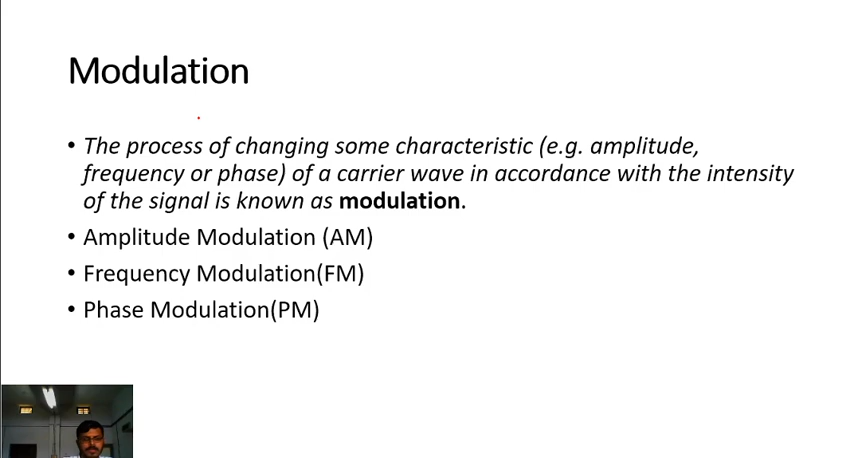 Modulation
• The process of changing some characteristic (e.g. amplitude,
frequency or phase) of a carrier wave in accordance with the intensity
of the signal is known as modulation.
• Amplitude Modulation (AM)
• Frequency Modulation(FM)
• Phase Modulation(PM)